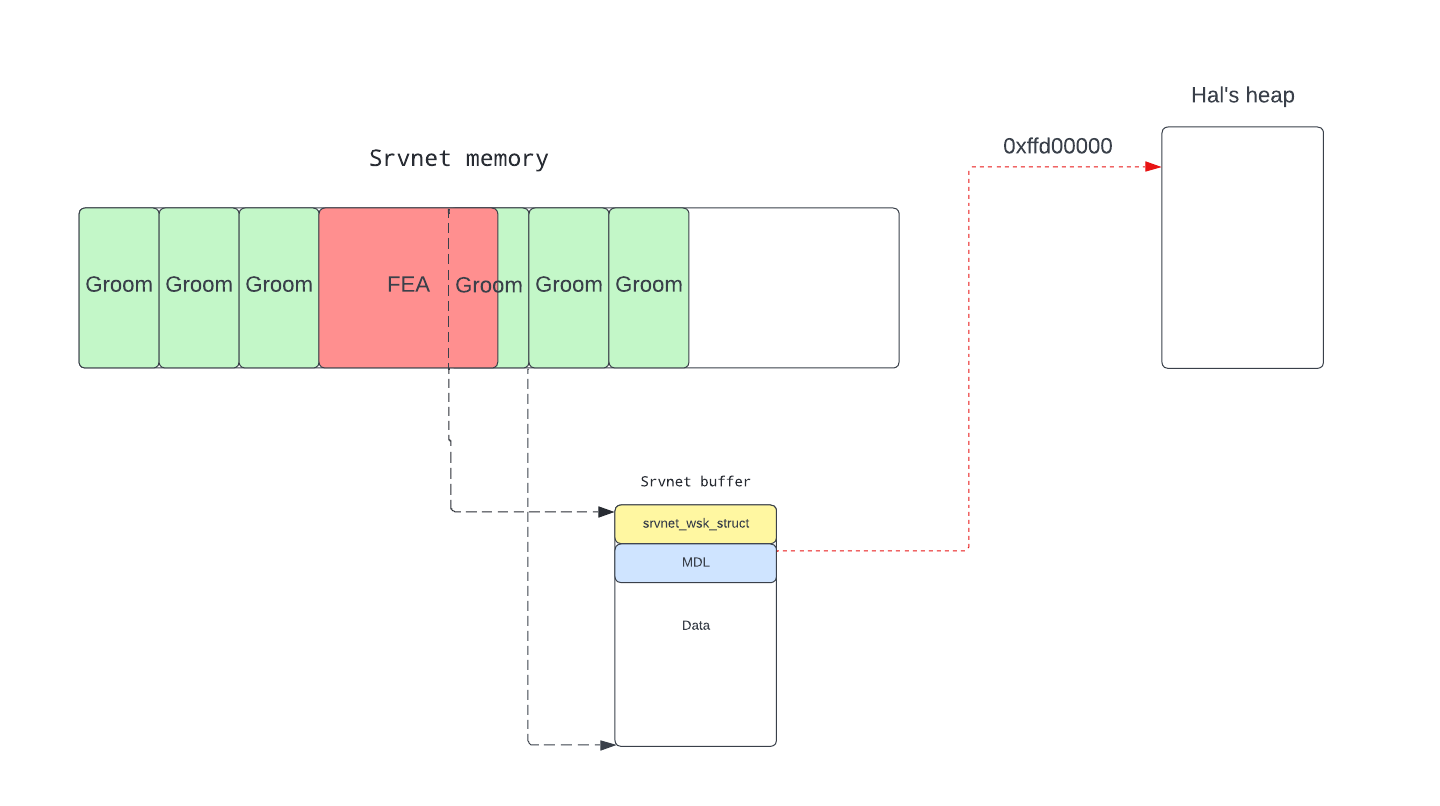 Hal's heap
0xffd00000
Srvnet memory
Groom Groom Groom FEA Groom Groom Groom
Srvnet buffer
srvnet_wsk_struct
MDL
Data